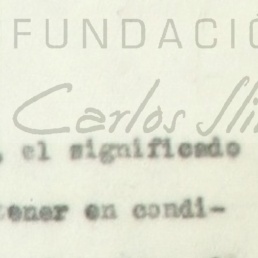 FUNDACIÓ
Carlos Sli
, el significado
tener en condi-